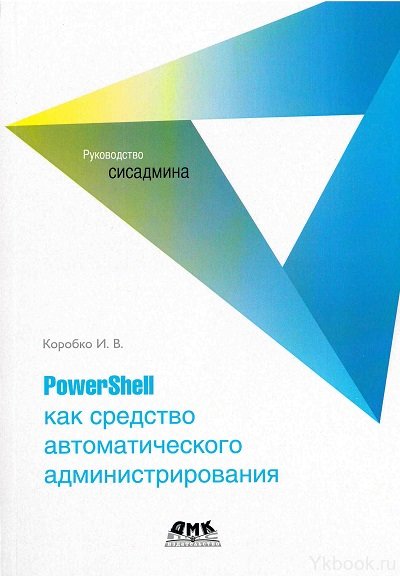 Руководство
сисадмина
Коробко И. В.
PowerShell
как средство
автоматического
администрирования
ДМК
Ykbook.ru